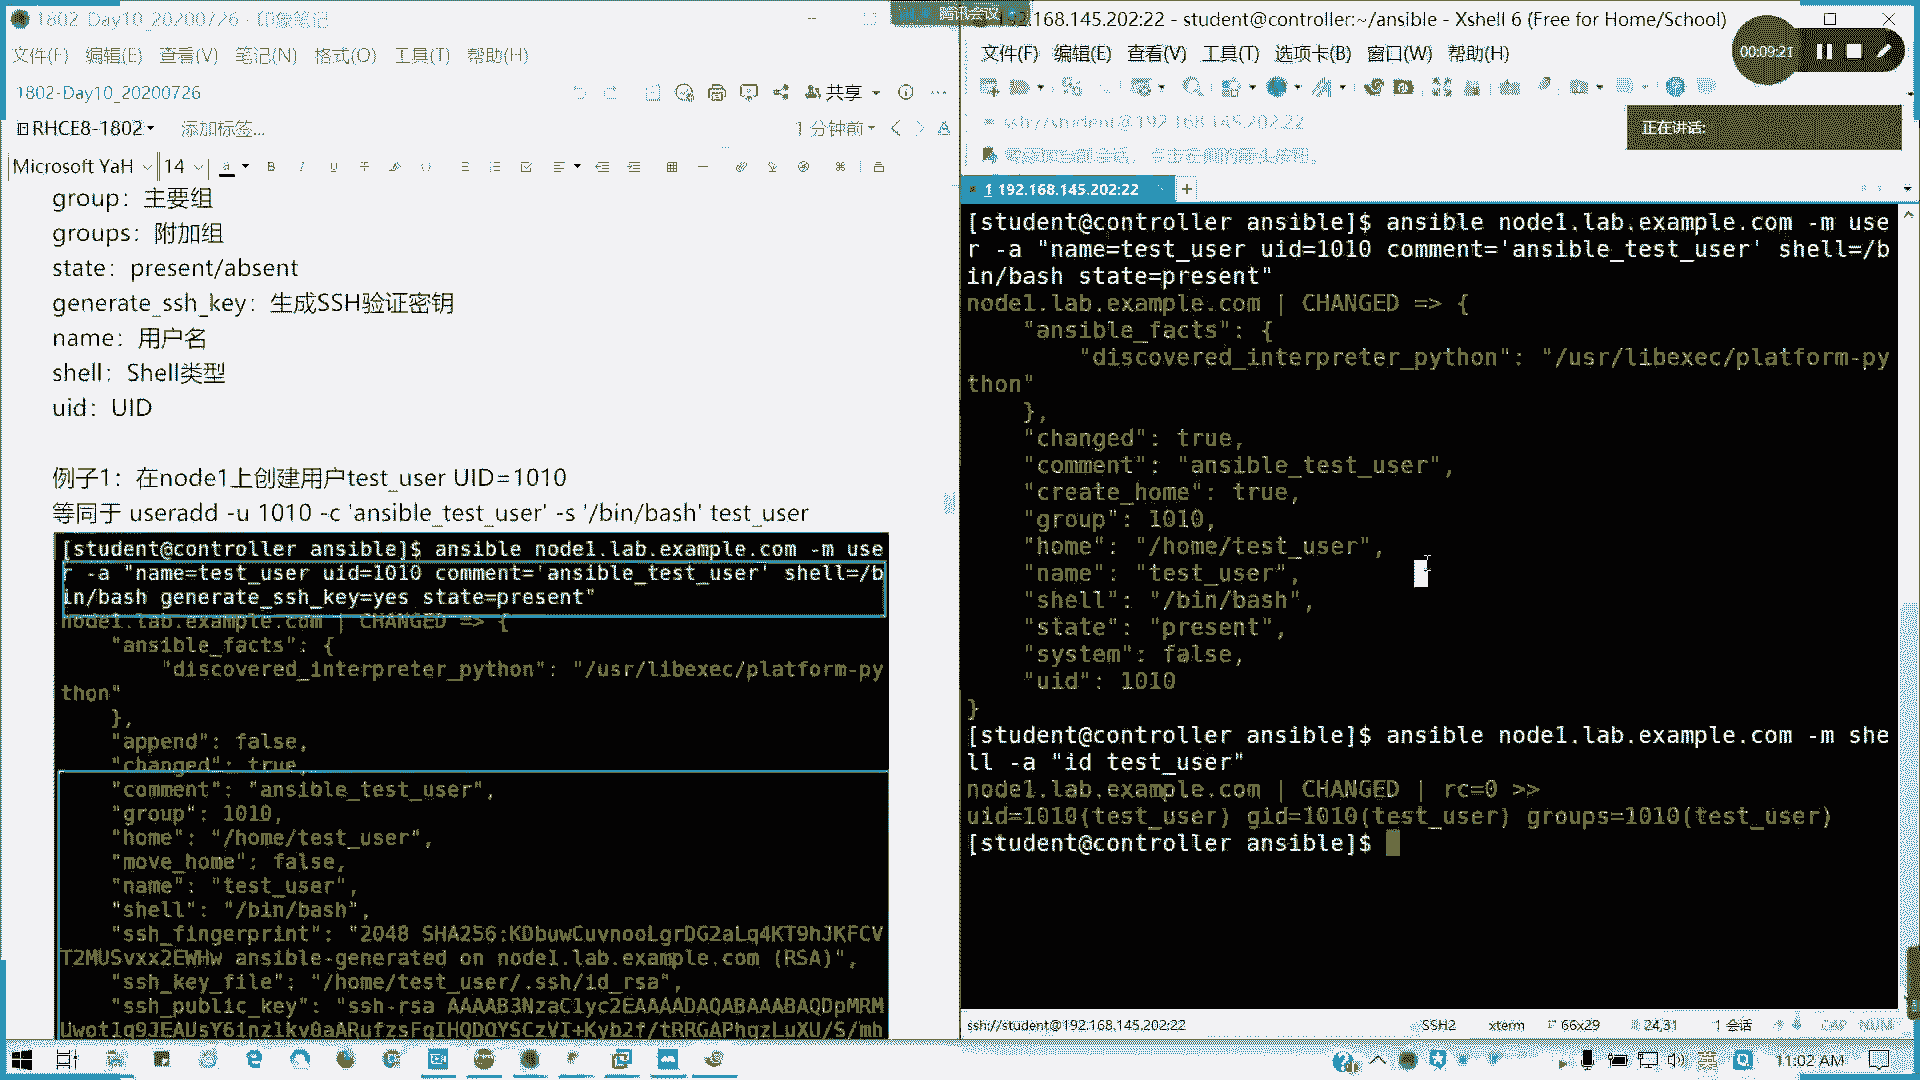 1802-Day10_20200726 - 印象笔记
文件(F) 编辑(E) 查看(V) 笔记(N) 格式(O) 工具(T) 帮助(H)
1802-Day10_20200726
共享
RHCE8-1802
添加标签...
1 分钟前
Microsoft YaH 14
group：主要组
groups：附加组
state：present/absent
generate_ssh_key：生成SSH验证密钥
name：用户名
shell：Shell类型
uid：UID
例子1：在node1上创建用户test_user UID=1010
等同于 useradd -u 1010 -c 'ansible_test_user' -s '/bin/bash' test_user
[student@controller ansible]$ ansible node1.lab.example.com -m use
r -a "name=test_user uid=1010 comment='ansible_test_user' shell=/b
in/bash generate_ssh_key=yes state=present"
node1.lab.example.com | CHANGED => {
"ansible_facts": {
"discovered_interpreter_python": "/usr/libexec/platform-py
thon"
},
"append": false,
"changed": true,
"comment": "ansible_test_user",
"group": 1010,
"home": "/home/test_user",
"move_home": false,
"name": "test_user",
"shell": "/bin/bash",
"ssh_fingerprint": "2048 SHA256:KDbuwCuvnooLgrDG2aLq4KT9hJKFCV
T2MUSvxx2EWHw ansible-generated on node1.lab.example.com (RSA)",
"ssh_key_file": "/home/test_user/.ssh/id_rsa",
"ssh_public_key": "ssh-rsa AAAAB3NzaC1yc2EAAAADAQABAAABAQDpMRM
腾讯会议
192.168.145.202:22 - student@controller:~/ansible - Xshell 6 (Free for Home/School)
文件(F) 编辑(E) 查看(V) 工具(T) 选项卡(B) 窗口(W) 帮助(H)
00:09:21
ssh://student@192.168.145.202:22
正在讲话:
1 192.168.145.202:22
[student@controller ansible]$ ansible node1.lab.example.com -m use
r -a "name=test_user uid=1010 comment='ansible_test_user' shell=/b
in/bash state=present"
node1.lab.example.com | CHANGED => {
"ansible_facts": {
"discovered_interpreter_python": "/usr/libexec/platform-py
thon"
},
"changed": true,
"comment": "ansible_test_user",
"create_home": true,
"group": 1010,
"home": "/home/test_user",
"name": "test_user",
"shell": "/bin/bash",
"state": "present",
"system": false,
"uid": 1010
}
[student@controller ansible]$ ansible node1.lab.example.com -m she
ll -a "id test_user"
node1.lab.example.com | CHANGED | rc=0 >>
uid=1010(test_user) gid=1010(test_user) groups=1010(test_user)
[student@controller ansible]$
ssh://student@192.168.145.202:22 SSH2 xterm 66x29 24,31 1 会话 CAP NUM
英
11:02 AM